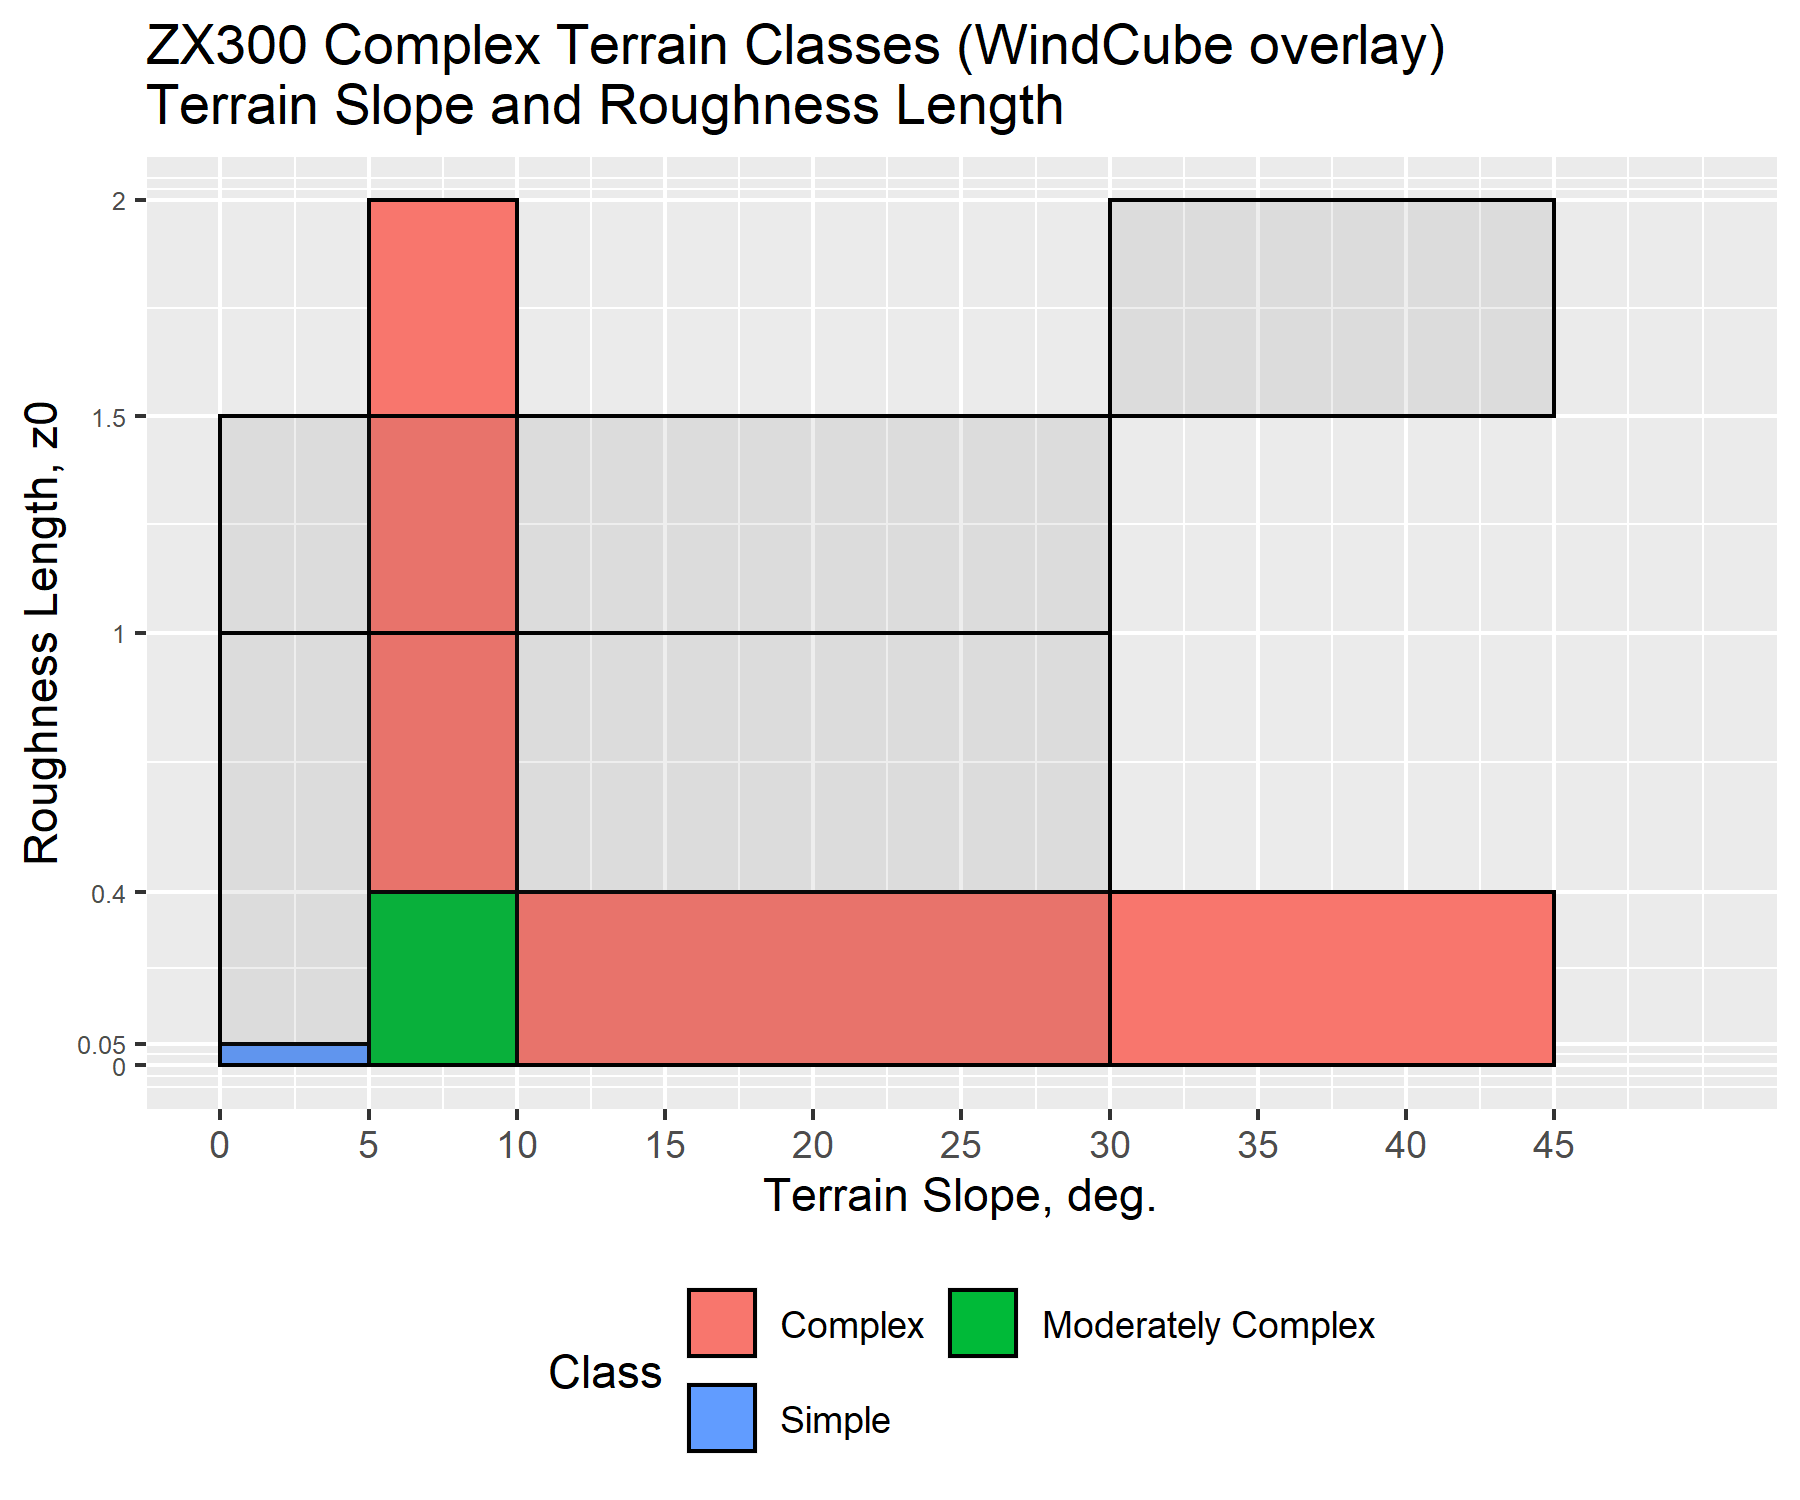 ZX300 Complex Terrain Classes (WindCube overlay)
Terrain Slope and Roughness Length
Roughness Length, z0
2
1.5
1
0.4
0.05
0
0 5 10 15 20 25 30 35 40 45
Terrain Slope, deg.
Class
Complex
Moderately Complex
Simple